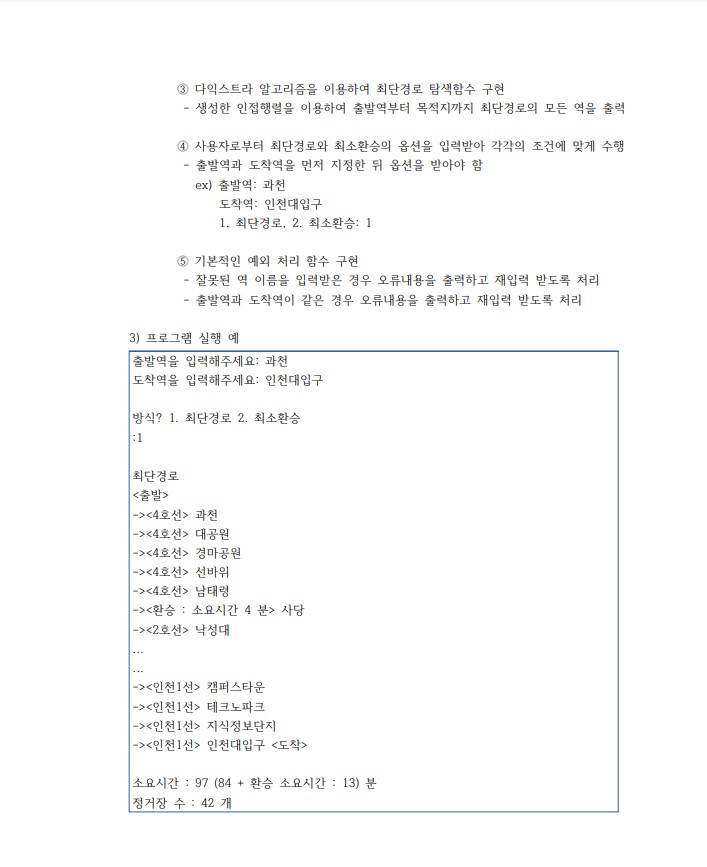 ③ 다익스트라 알고리즘을 이용하여 최단경로 탐색함수 구현
- 생성한 인접행렬을 이용하여 출발역부터 목적지까지 최단경로의 모든 역을 출력
④ 사용자로부터 최단경로와 최소환승의 옵션을 입력받아 각각의 조건에 맞게 수행
- 출발역과 도착역을 먼저 지정한 뒤 옵션을 받아야 함
ex) 출발역: 과천
도착역: 인천대입구
1. 최단경로, 2. 최소환승: 1
⑤ 기본적인 예외 처리 함수 구현
- 잘못된 역 이름을 입력받은 경우 오류내용을 출력하고 재입력 받도록 처리
- 출발역과 도착역이 같은 경우 오류내용을 출력하고 재입력 받도록 처리
3) 프로그램 실행 예
출발역을 입력해주세요: 과천
도착역을 입력해주세요: 인천대입구
방식? 1. 최단경로 2. 최소환승
:1
최단경로
<출발>
-><4호선> 과천
-><4호선> 대공원
-><4호선> 경마공원
-><4호선> 선바위
-><4호선> 남태령
-><환승 : 소요시간 4 분> 사당
-><2호선> 낙성대
...
...
-><인천1선> 캠퍼스타운
-><인천1선> 테크노파크
-><인천1선> 지식정보단지
-><인천1선> 인천대입구 <도착>
소요시간 : 97 (84 + 환승 소요시간 : 13) 분
정거장 수 : 42 개